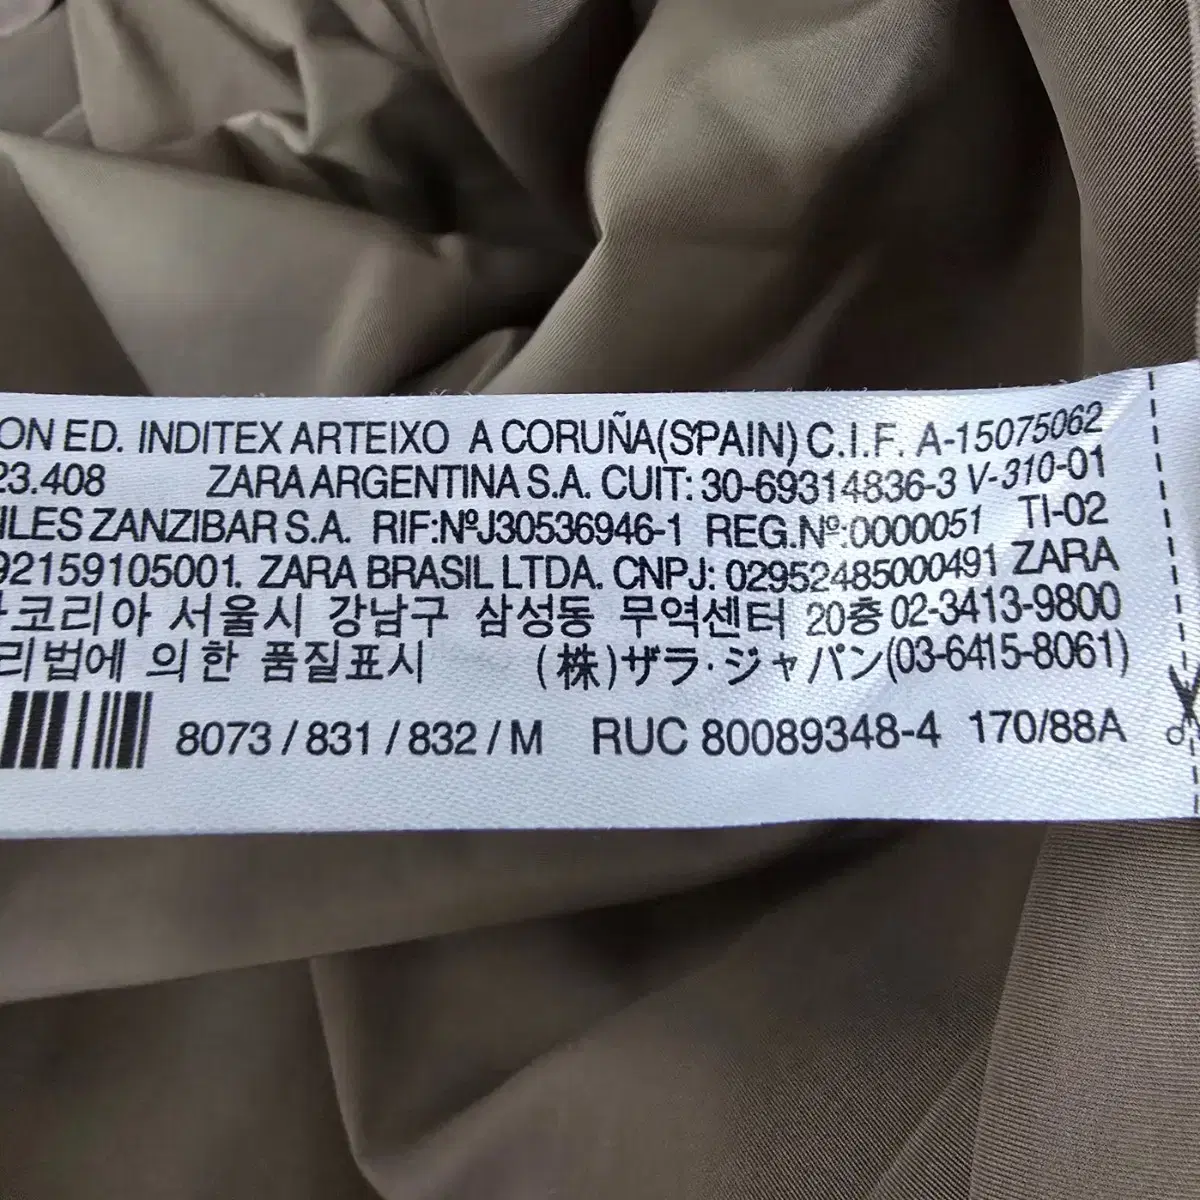 ON ED. INDITEX ARTEIXO A CORUÑA(SPAIN) C.I.F. A-15075062
23.408 ZARA ARGENTINA S.A. CUIT: 30-69314836-3 V-310-01
ILES ZANZIBAR S.A. RIF:NºJ30536946-1 REG.Nº:0000051 TI-02
92159105001. ZARA BRASIL LTDA. CNPJ: 02952485000491 ZARA
코리아 서울시 강남구 삼성동 무역센터 20층 02-3413-9800
리법에 의한 품질표시 (株)ザラ・ジャパン(03-6415-8061)
8073 / 831 / 832 / M RUC 80089348-4 170/88A